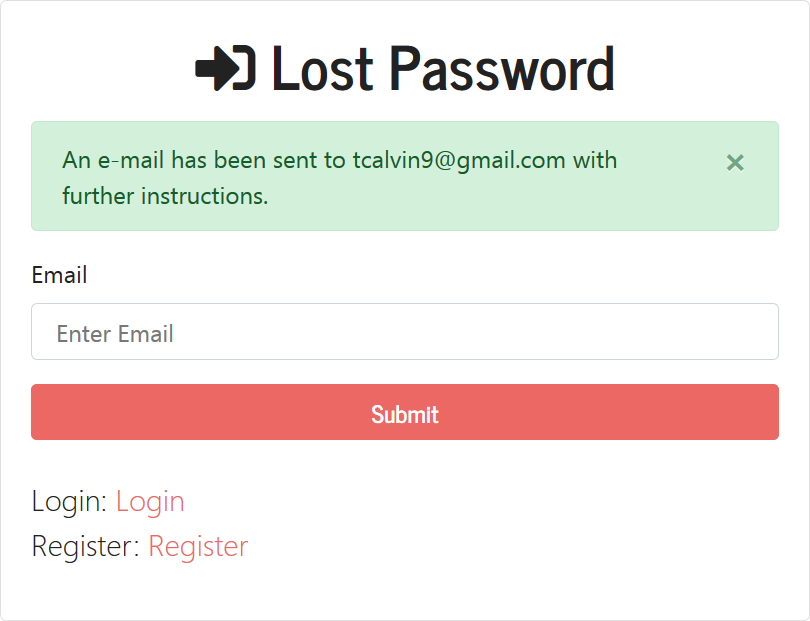 Lost Password
An e-mail has been sent to tcalvin9@gmail.com with
further instructions.
Email
Enter Email
Submit
Login: Login
Register: Register